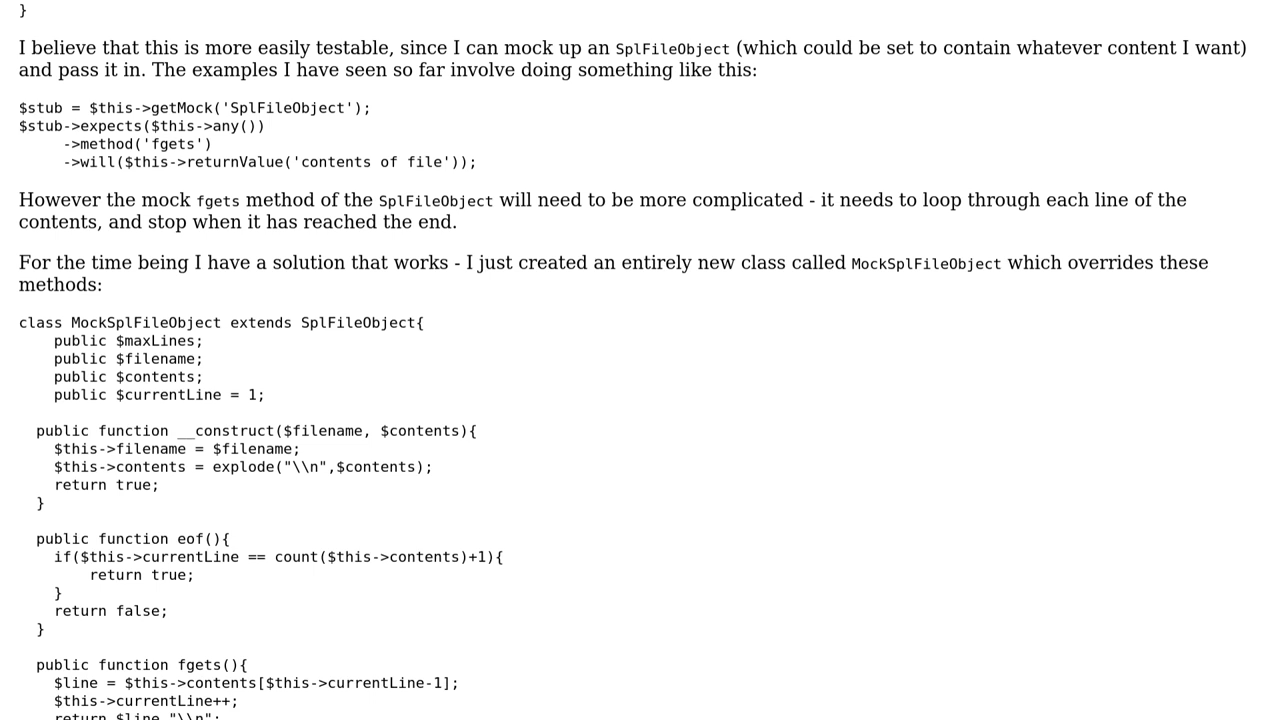 }
I believe that this is more easily testable, since I can mock up an SplFileObject (which could be set to contain whatever content I want)
and pass it in. The examples I have seen so far involve doing something like this:
$stub = $this->getMock('SplFileObject');
$stub->expects($this->any())
     ->method('fgets')
     ->will($this->returnValue('contents of file'));
However the mock fgets method of the SplFileObject will need to be more complicated - it needs to loop through each line of the
contents, and stop when it has reached the end.
For the time being I have a solution that works - I just created an entirely new class called MockSplFileObject which overrides these
methods:
class MockSplFileObject extends SplFileObject{
    public $maxLines;
    public $filename;
    public $contents;
    public $currentLine = 1;
  public function __construct($filename, $contents){
    $this->filename = $filename;
    $this->contents = explode("\\n",$contents);
    return true;
  }
  public function eof(){
    if($this->currentLine == count($this->contents)+1){
        return true;
    }
    return false;
  }
  public function fgets(){
    $line = $this->contents[$this->currentLine-1];
    $this->currentLine++;
    return $line."\\n";